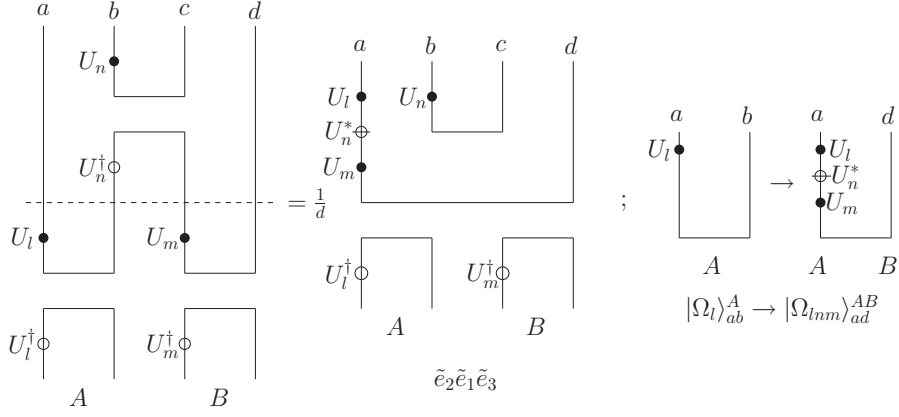 a b c d
U_n
U_n^†
U_l U_m
U_l^† U_m^†
A B
= 1/d
a b c d
U_l U_n
U_n^*
U_m
U_l^† U_m^†
A B
ẽ_2ẽ_1ẽ_3
;
a b
U_l
A
→
a d
U_l
U_n^*
U_m
A B
|Ω_l⟩^A_{ab} → |Ω_{lnm}⟩^{AB}_{ad}